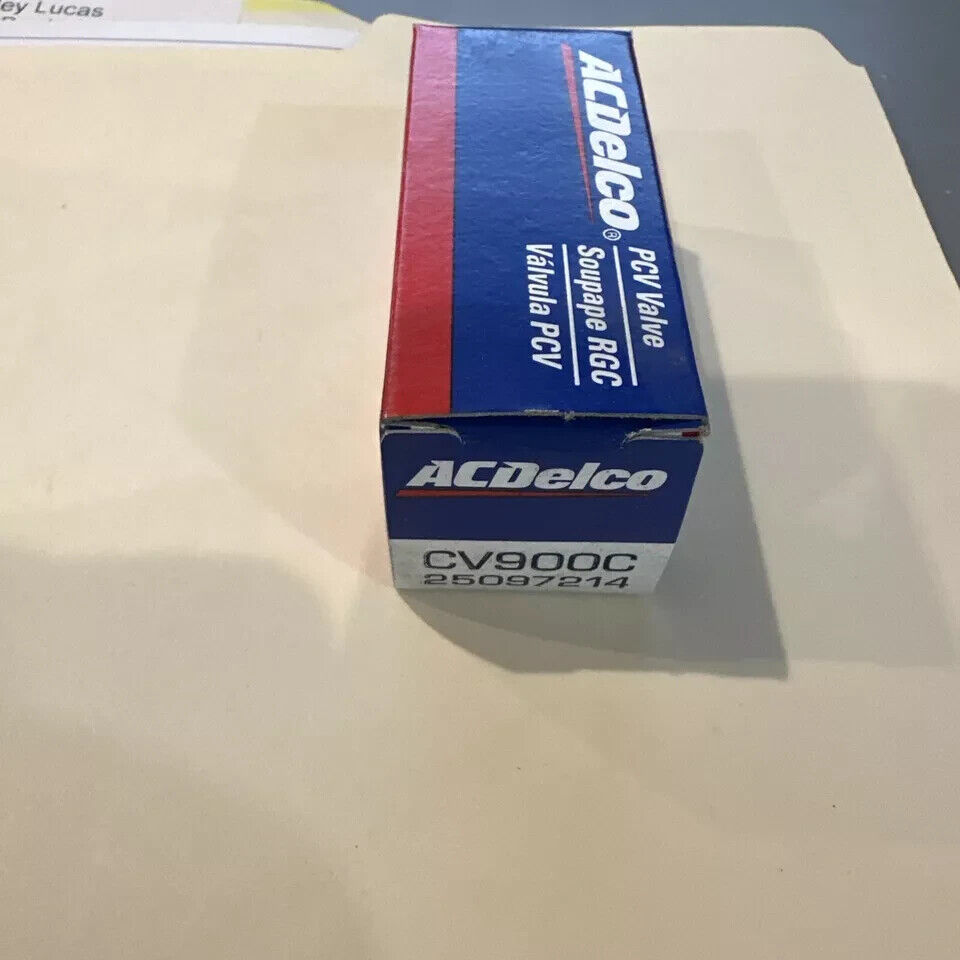 ey Lucas
ACDelco®
PCV Valve
Soupape RGC
Válvula PCV
ACDelco
CV900C
25097214